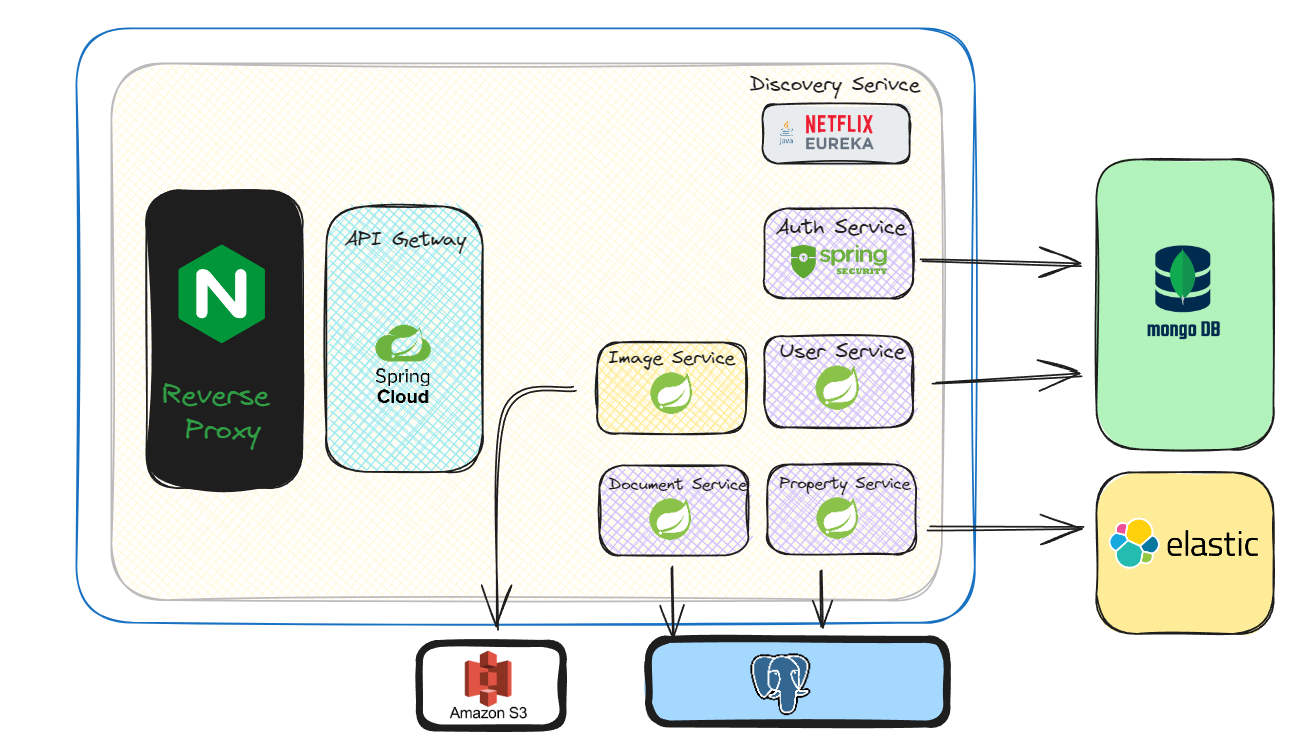 Discovery Serivce
Java
NETFLIX
EUREKA
N
Reverse
Proxy
API Getway
Spring
Cloud
Auth Service
spring
SECURITY
Image Service
User Service
Document Service
Property Service
mongo DB
elastic
Amazon S3